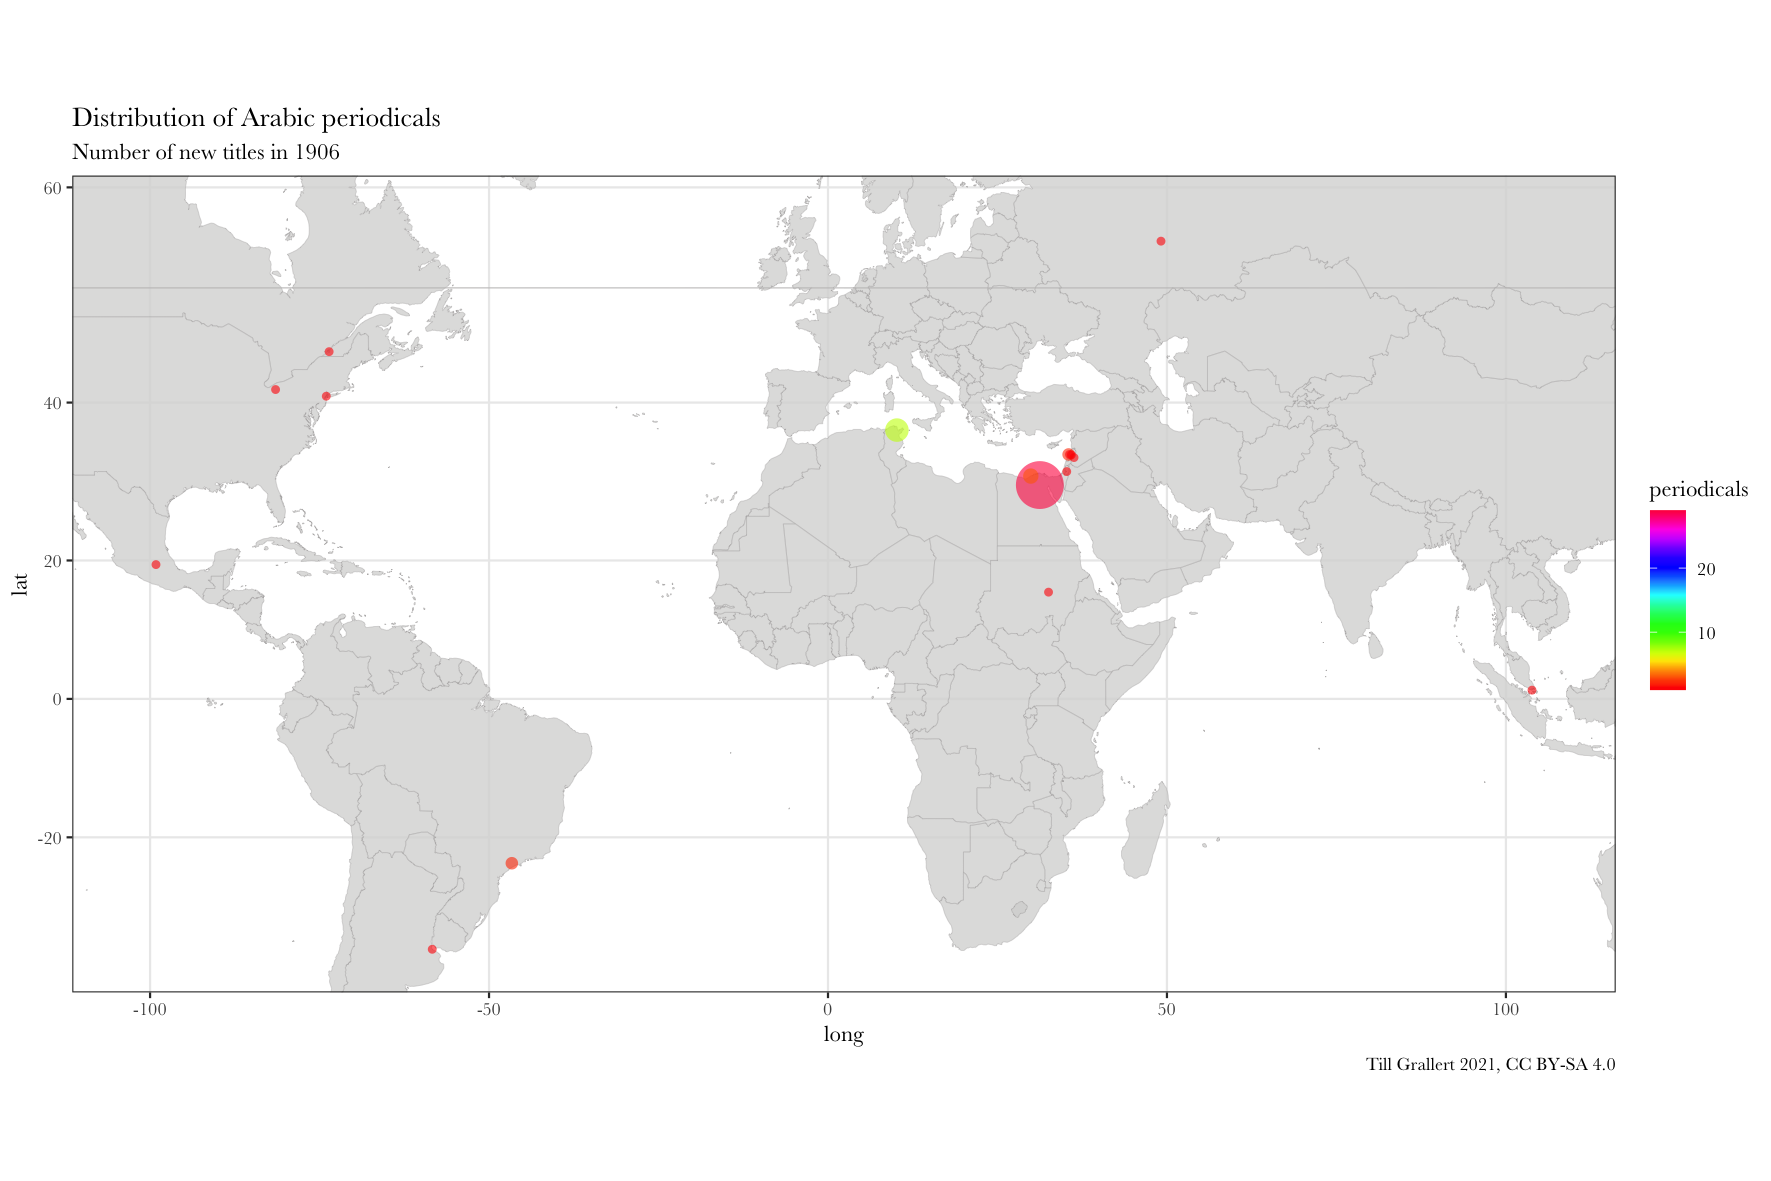 Distribution of Arabic periodicals
Number of new titles in 1906
60
40
20
0
-20
lat
-100
-50
0
50
100
long
periodicals
20
10
Till Grallert 2021, CC BY-SA 4.0